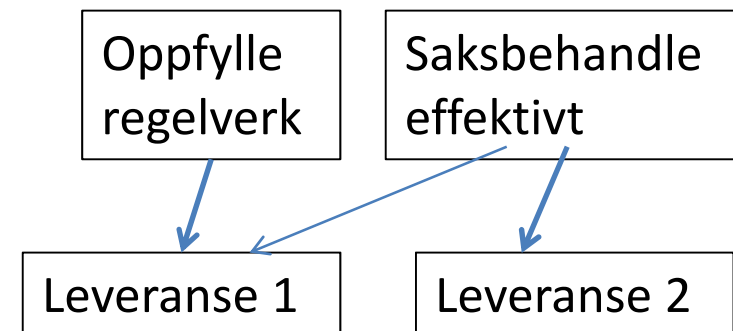 Oppfylle
regelverk
Saksbehandle
effektivt
Leveranse 1
Leveranse 2